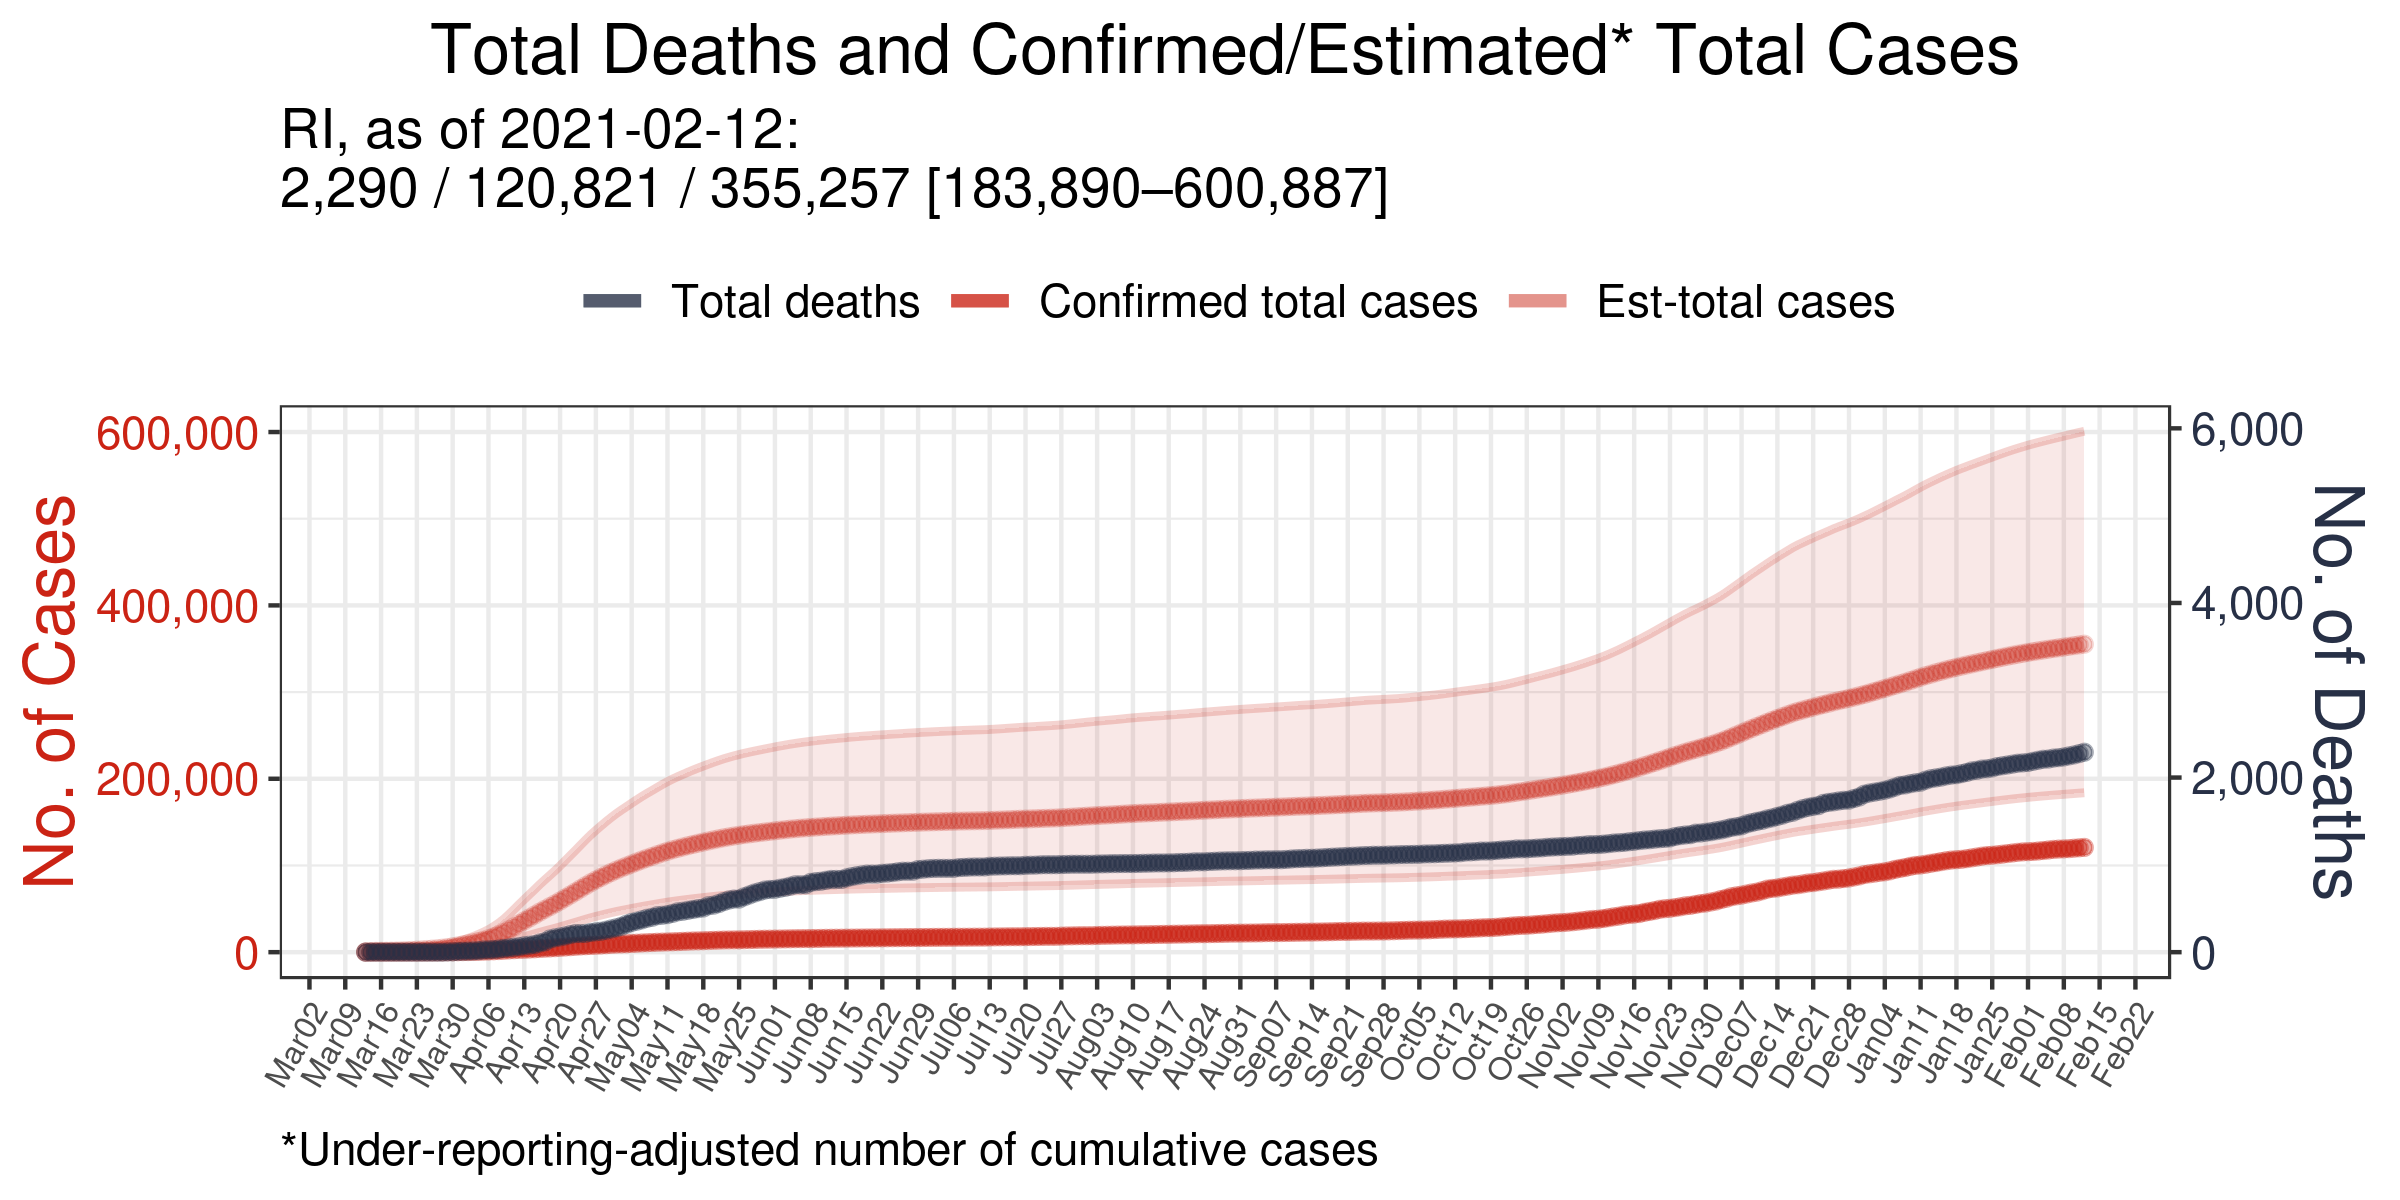 Total Deaths and Confirmed/Estimated* Total Cases
RI, as of 2021-02-12:
2,290 / 120,821 / 355,257 [183,890–600,887]
Total deaths
Confirmed total cases
Est-total cases
No. of Cases
600,000
400,000
200,000
0
6,000
4,000
2,000
0
No. of Deaths
Mar02
Mar09
Mar16
Mar23
Mar30
Apr06
Apr13
Apr20
Apr27
May04
May11
May18
May25
Jun01
Jun08
Jun15
Jun22
Jun29
Jul06
Jul13
Jul20
Jul27
Aug03
Aug10
Aug17
Aug24
Aug31
Sep07
Sep14
Sep21
Sep28
Oct05
Oct12
Oct19
Oct26
Nov02
Nov09
Nov16
Nov23
Nov30
Dec07
Dec14
Dec21
Dec28
Jan04
Jan11
Jan18
Jan25
Feb01
Feb08
Feb15
Feb22
*Under-reporting-adjusted number of cumulative cases